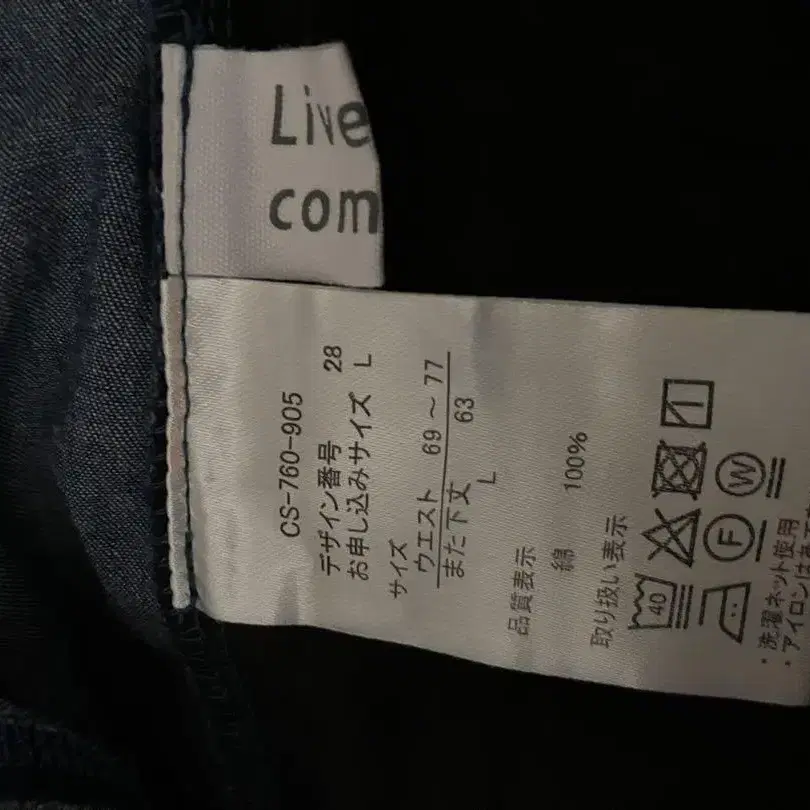 Live
com
CS-760-905
デザイン番号 28
お申し込みサイズ L
サイズ
ウエスト 69～77
また下丈 63
L
品質表示
綿 100%
取り扱い表示
40
F W
・洗濯ネット使用
・アイロンは